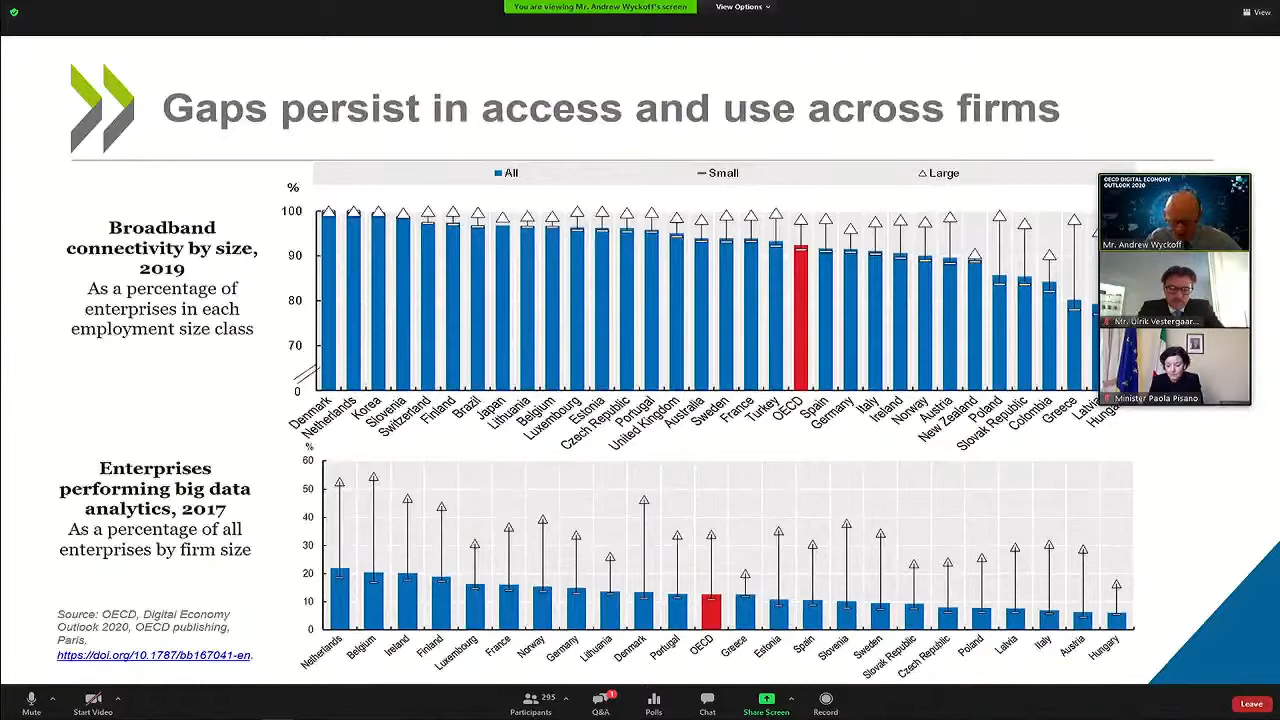 You are viewing Mr. Andrew Wyckoff's screen
View Options
View
Gaps persist in access and use across firms
All
Small
Large
%
100
90
80
70
0
Broadband
connectivity by size,
2019
As a percentage of
enterprises in each
employment size class
Denmark
Netherlands
Korea
Slovenia
Switzerland
Finland
Brazil
Japan
Lithuania
Belgium
Luxembourg
Estonia
Czech Republic
Portugal
United Kingdom
Australia
Sweden
France
Turkey
OECD
Spain
Germany
Italy
Ireland
Norway
Austria
New Zealand
Poland
Slovak Republic
Colombia
Greece
Latvia
Hungary
OECD DIGITAL ECONOMY
OUTLOOK 2020
Mr. Andrew Wyckoff
Mr. Ulrik Vestergaar...
Minister Paola Pisano
%
60
50
40
30
20
10
0
Enterprises
performing big data
analytics, 2017
As a percentage of all
enterprises by firm size
Netherlands
Belgium
Ireland
Finland
Luxembourg
France
Norway
Germany
Lithuania
Denmark
Portugal
OECD
Greece
Estonia
Spain
Slovenia
Sweden
Slovak Republic
Czech Republic
Poland
Latvia
Italy
Austria
Hungary
Source: OECD, Digital Economy
Outlook 2020, OECD publishing,
Paris.
https://doi.org/10.1787/bb167041-en.
Mute
Start Video
295
Participants
1
Q&A
Polls
Chat
Share Screen
Record
Leave